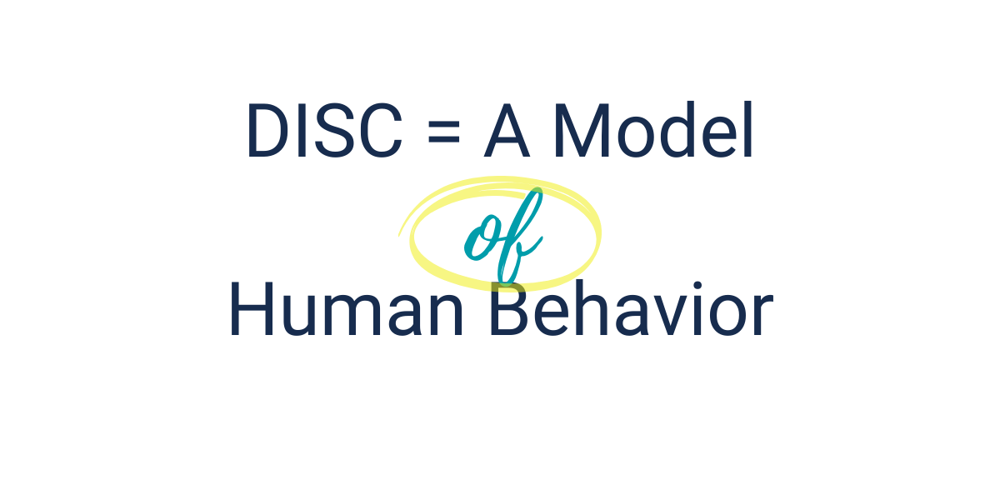 DISC = A Model
of
Human Behavior